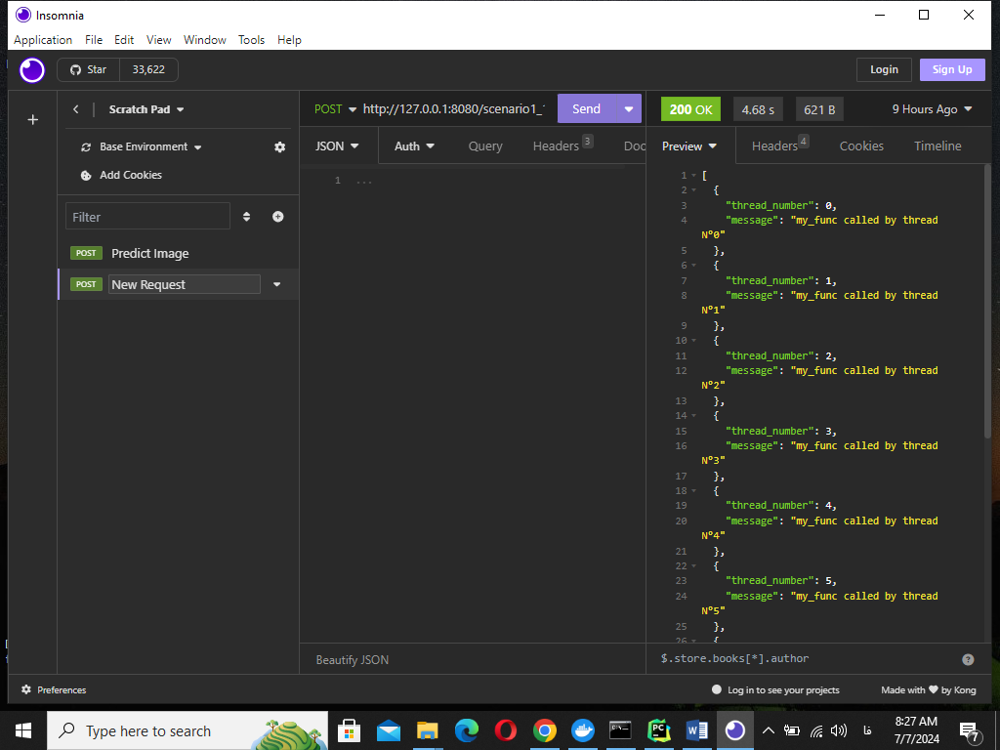 Insomnia
Application File Edit View Window Tools Help
Star 33,622 Login Sign Up
Scratch Pad
POST http://127.0.0.1:8080/scenario1_
Send
200 OK 4.68 s 621 B 9 Hours Ago
Base Environment
Add Cookies
JSON Auth Query Headers 3 Doc
Preview Headers 4 Cookies Timeline
Filter
POST Predict Image
POST New Request
1 ...
1 [
2 {
3 "thread_number": 0,
4 "message": "my_func called by thread
N°0"
5 },
6 {
7 "thread_number": 1,
8 "message": "my_func called by thread
N°1"
9 },
10 {
11 "thread_number": 2,
12 "message": "my_func called by thread
N°2"
13 },
14 {
15 "thread_number": 3,
16 "message": "my_func called by thread
N°3"
17 },
18 {
19 "thread_number": 4,
20 "message": "my_func called by thread
N°4"
21 },
22 {
23 "thread_number": 5,
24 "message": "my_func called by thread
N°5"
25 },
26 {
Beautify JSON
$.store.books[*].author
Preferences
Log in to see your projects
Made with ❤ by Kong
Type here to search
فا
8:27 AM
7/7/2024
7